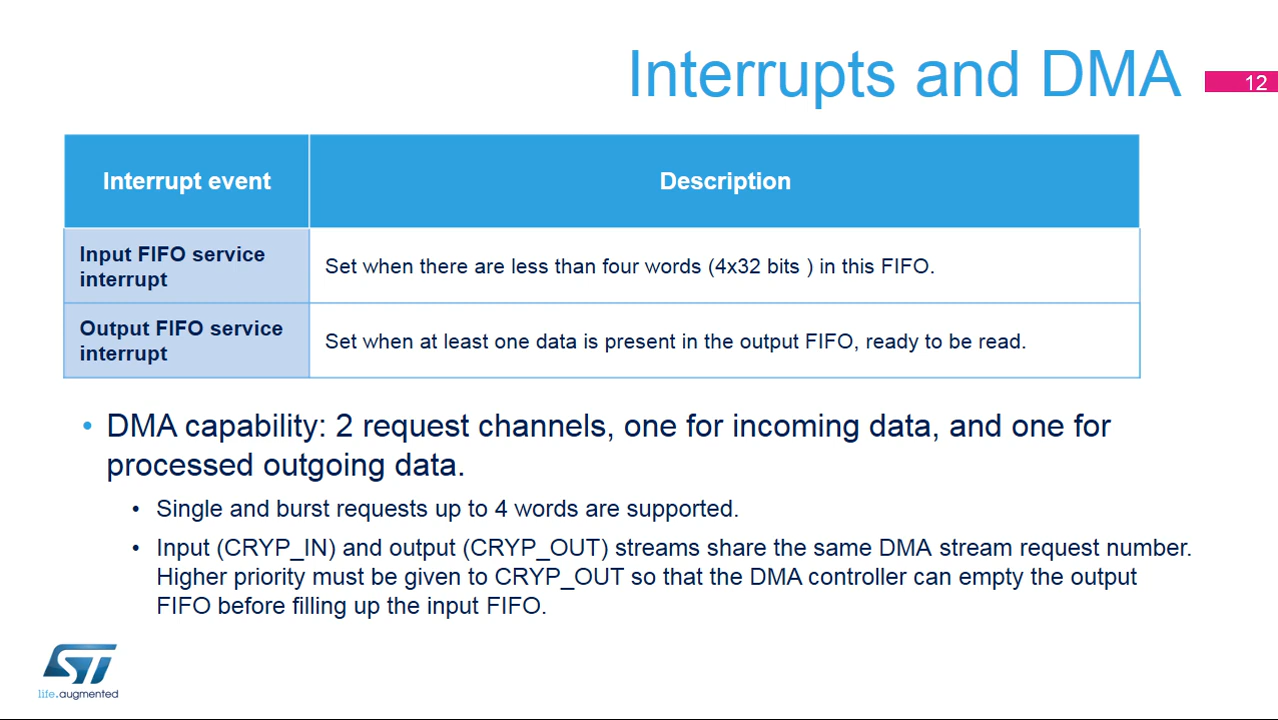 Interrupts and DMA
12
Interrupt event
Description
Input FIFO service
interrupt
Set when there are less than four words (4x32 bits ) in this FIFO.
Output FIFO service
interrupt
Set when at least one data is present in the output FIFO, ready to be read.
• DMA capability: 2 request channels, one for incoming data, and one for
processed outgoing data.
• Single and burst requests up to 4 words are supported.
• Input (CRYP_IN) and output (CRYP_OUT) streams share the same DMA stream request number.
Higher priority must be given to CRYP_OUT so that the DMA controller can empty the output
FIFO before filling up the input FIFO.
ST
life.augmented